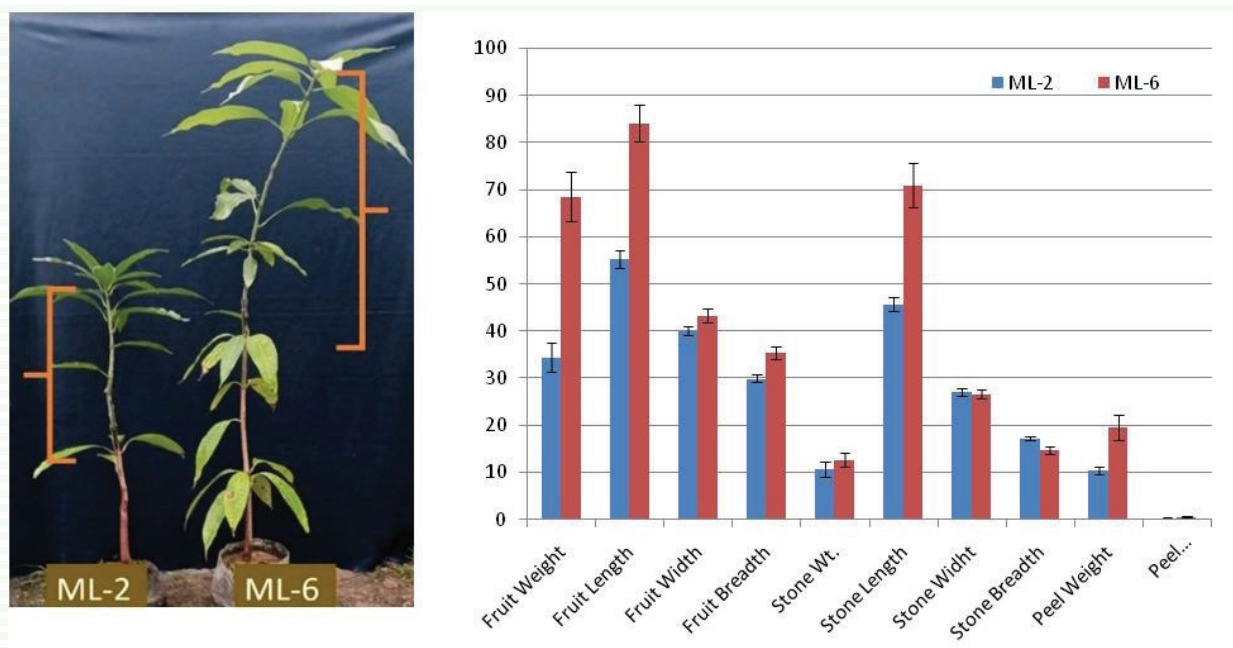 ML-2
ML-6
100
90
80
70
60
50
40
30
20
10
0
ML-2 ML-6
Fruit Weight
Fruit Length
Fruit Width
Fruit Breadth
Stone Wt.
Stone Length
Stone Widht
Stone Breadth
Peel Weight
Peel...